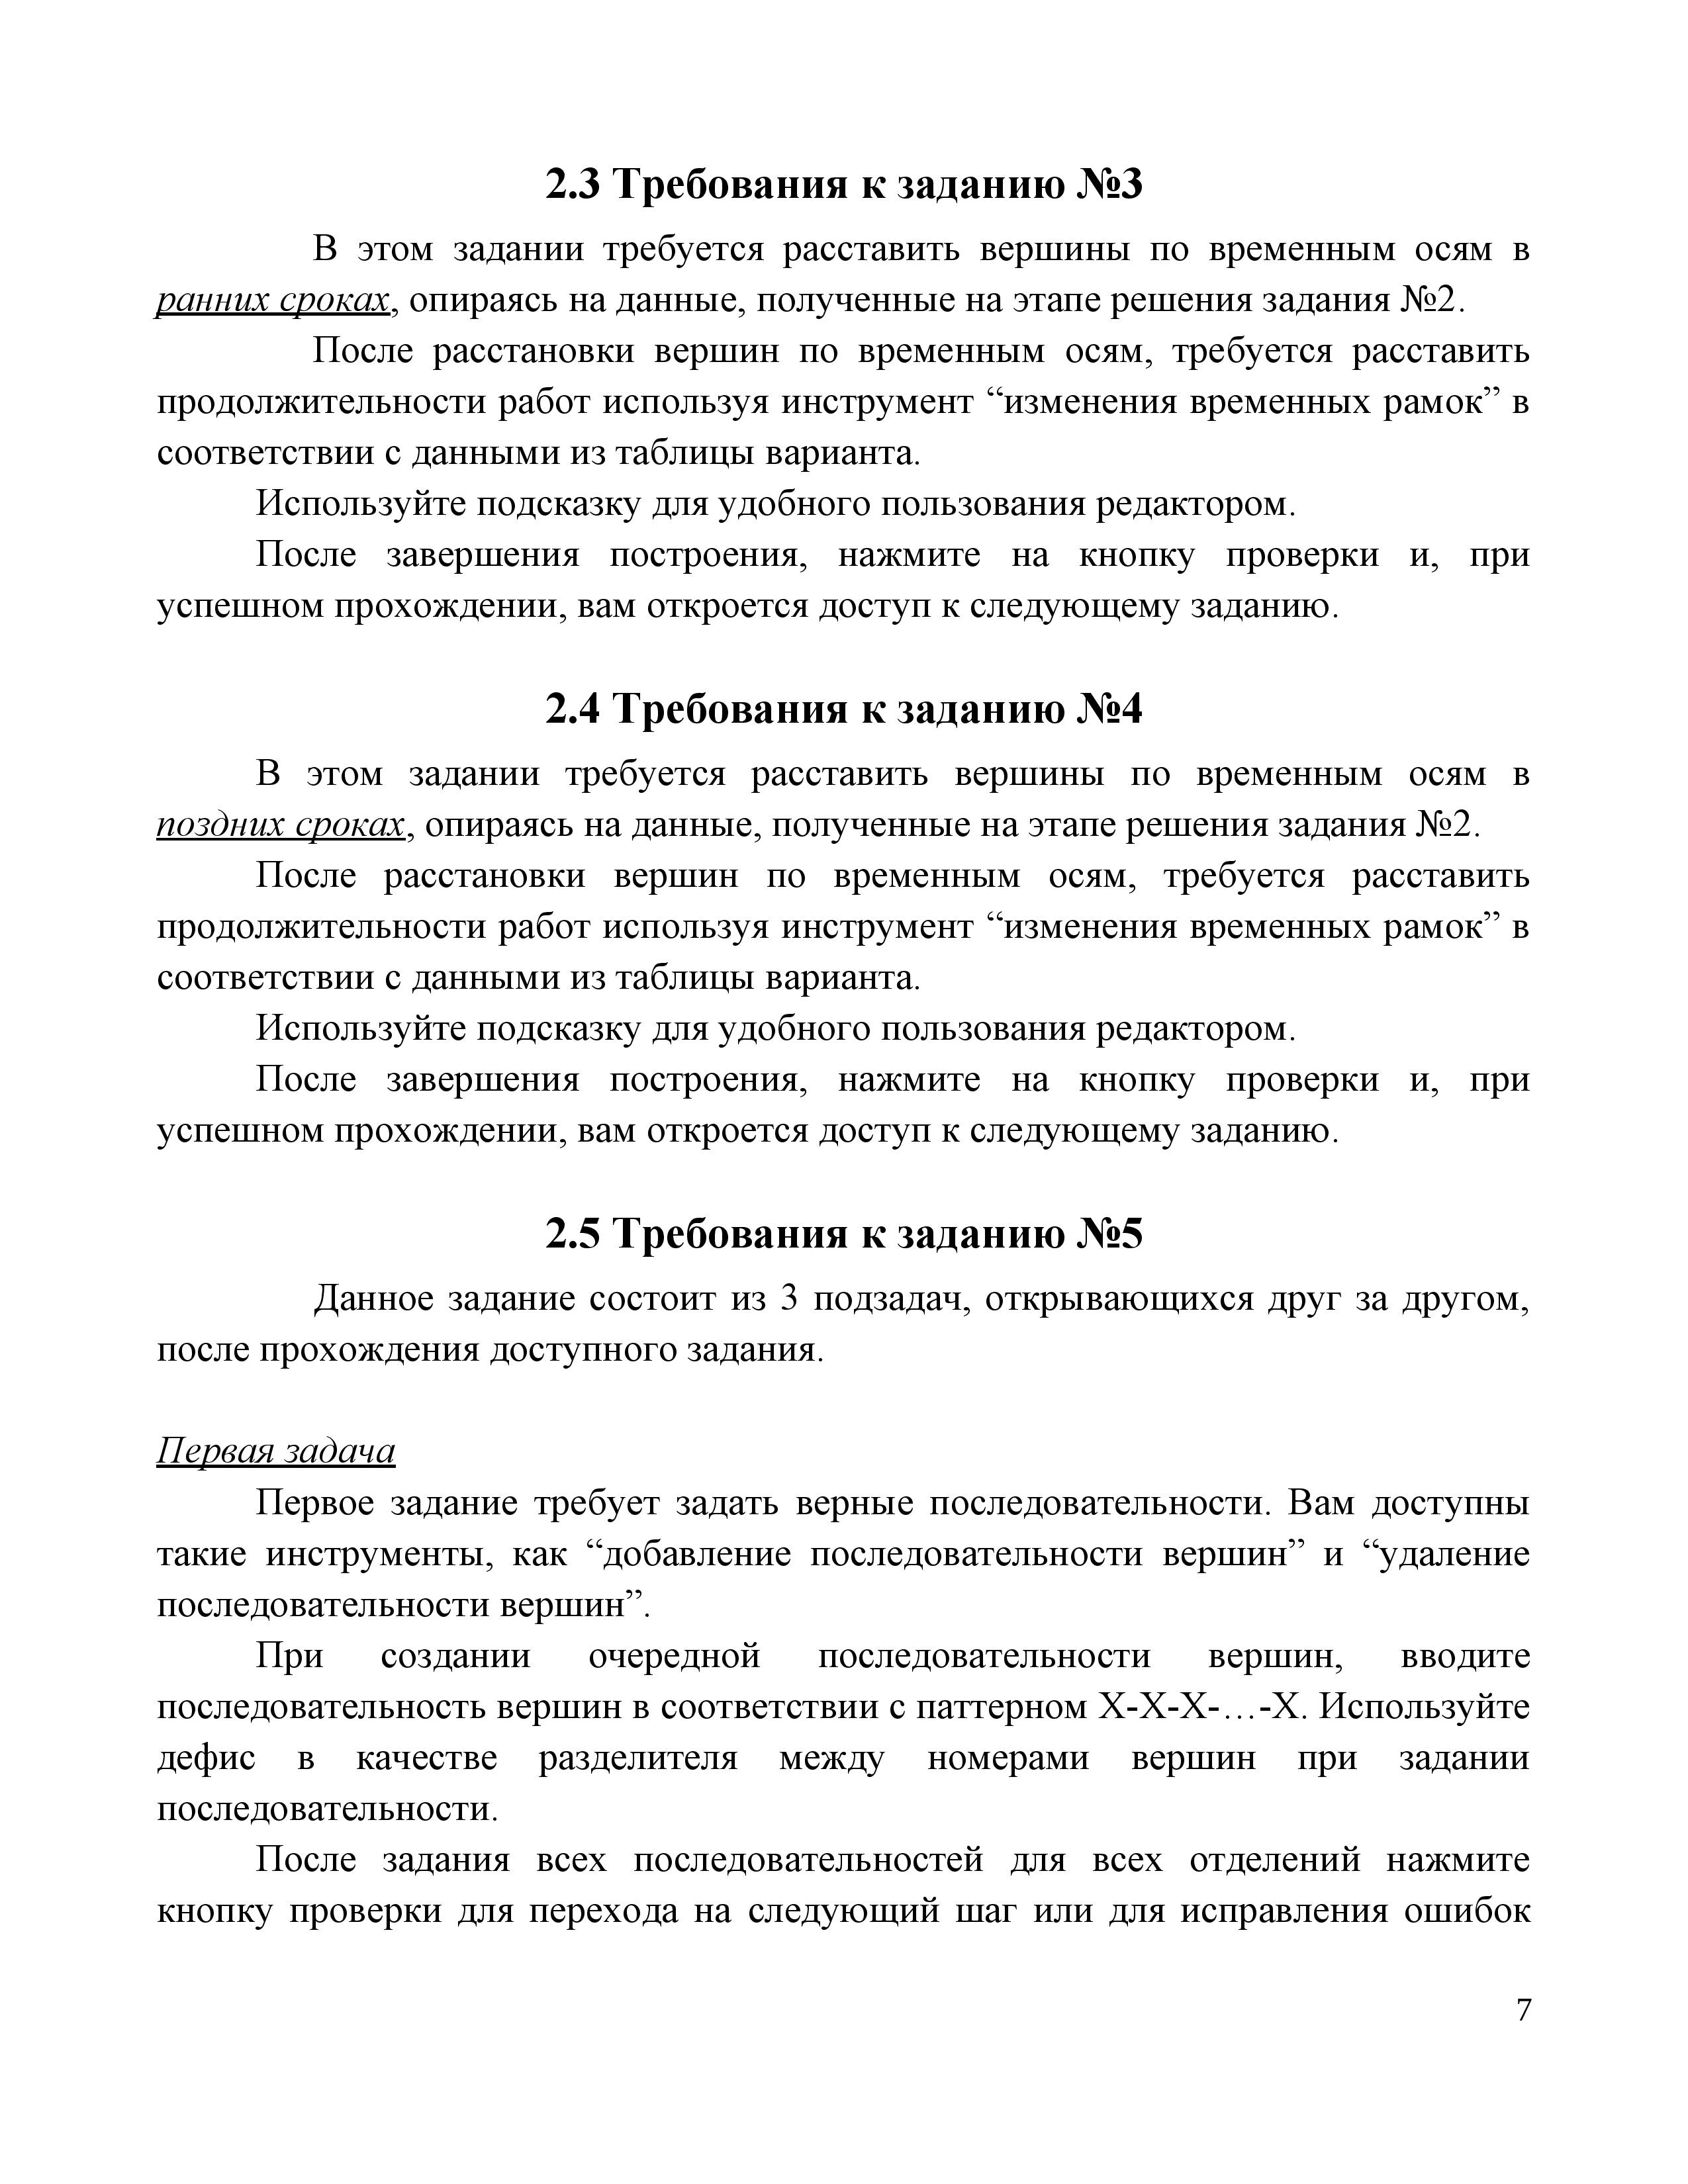 2.3 Требования к заданию №3
В этом задании требуется расставить вершины по временным осям в
ранних сроках, опираясь на данные, полученные на этапе решения задания №2.
После расстановки вершин по временным осям, требуется расставить
продолжительности работ используя инструмент “изменения временных рамок” в
соответствии с данными из таблицы варианта.
Используйте подсказку для удобного пользования редактором.
После завершения построения, нажмите на кнопку проверки и, при
успешном прохождении, вам откроется доступ к следующему заданию.
2.4 Требования к заданию №4
В этом задании требуется расставить вершины по временным осям в
поздних сроках, опираясь на данные, полученные на этапе решения задания №2.
После расстановки вершин по временным осям, требуется расставить
продолжительности работ используя инструмент “изменения временных рамок” в
соответствии с данными из таблицы варианта.
Используйте подсказку для удобного пользования редактором.
После завершения построения, нажмите на кнопку проверки и, при
успешном прохождении, вам откроется доступ к следующему заданию.
2.5 Требования к заданию №5
Данное задание состоит из 3 подзадач, открывающихся друг за другом,
после прохождения доступного задания.
Первая задача
Первое задание требует задать верные последовательности. Вам доступны
такие инструменты, как “добавление последовательности вершин” и “удаление
последовательности вершин”.
При создании очередной последовательности вершин, вводите
последовательность вершин в соответствии с паттерном X-X-X-…-X. Используйте
дефис в качестве разделителя между номерами вершин при задании
последовательности.
После задания всех последовательностей для всех отделений нажмите
кнопку проверки для перехода на следующий шаг или для исправления ошибок
7